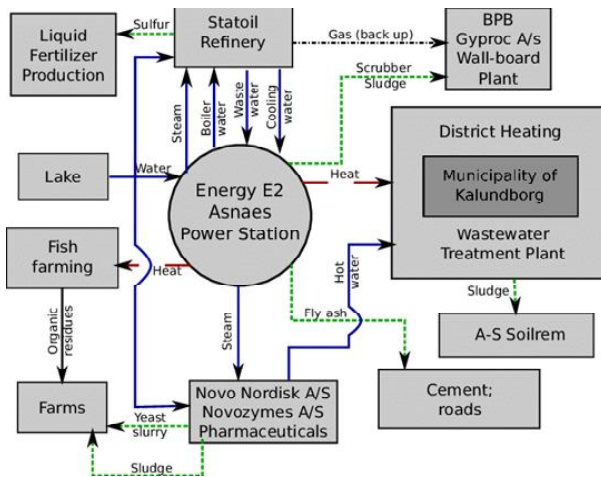 Liquid
Fertilizer
Production
Sulfur
Statoil
Refinery
Gas (back up)
BPB
Gyproc A/s
Wall-board
Plant
Scrubber
Sludge
Steam
Boiler
water
Waste
water
Cooling
water
Lake
Water
Energy E2
Asnaes
Power Station
Heat
District Heating
Municipality of
Kalundborg
Wastewater
Treatment Plant
Fish
farming
Heat
Hot
water
Sludge
A-S Soilrem
Organic
residues
Steam
Fly ash
Cement;
roads
Farms
Yeast
slurry
Novo Nordisk A/S
Novozymes A/S
Pharmaceuticals
Sludge